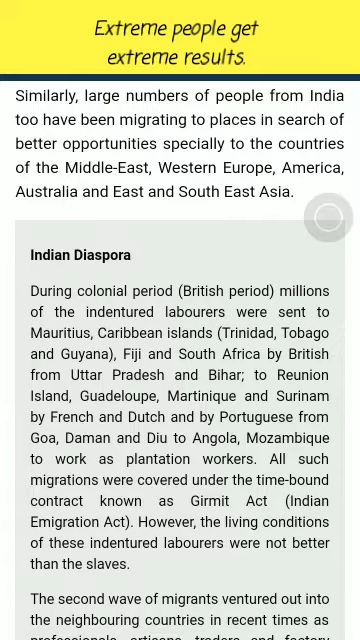 Extreme people get
extreme results.
Similarly, large numbers of people from India
too have been migrating to places in search of
better opportunities specially to the countries
of the Middle-East, Western Europe, America,
Australia and East and South East Asia.
Indian Diaspora
During colonial period (British period) millions
of the indentured labourers were sent to
Mauritius, Caribbean islands (Trinidad, Tobago
and Guyana), Fiji and South Africa by British
from Uttar Pradesh and Bihar; to Reunion
Island, Guadeloupe, Martinique and Surinam
by French and Dutch and by Portuguese from
Goa, Daman and Diu to Angola, Mozambique
to work as plantation workers. All such
migrations were covered under the time-bound
contract known as Girmit Act (Indian
Emigration Act). However, the living conditions
of these indentured labourers were not better
than the slaves.
The second wave of migrants ventured out into
the neighbouring countries in recent times as
professionals, artisans, traders and factory